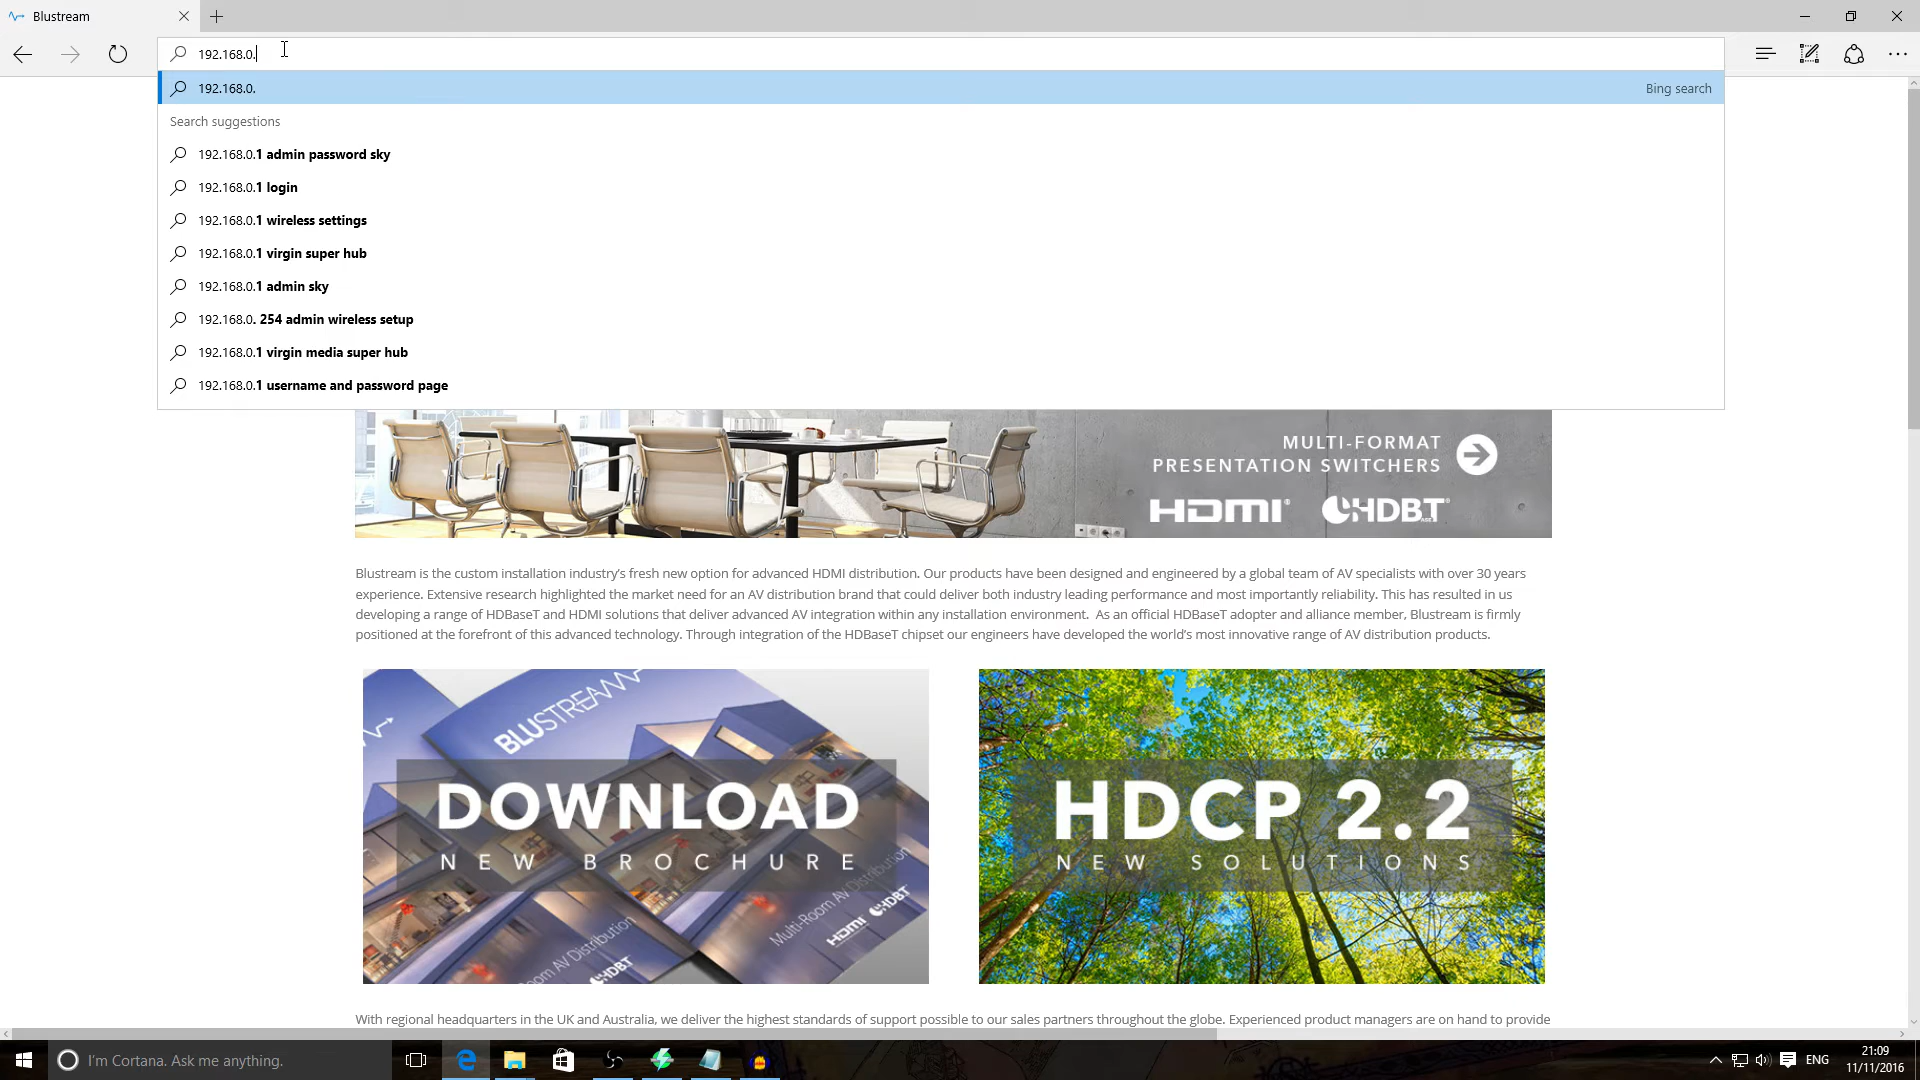 Blustream
192.168.0.
192.168.0.
Bing search
Search suggestions
192.168.0.1 admin password sky
192.168.0.1 login
192.168.0.1 wireless settings
192.168.0.1 virgin super hub
192.168.0.1 admin sky
192.168.0. 254 admin wireless setup
192.168.0.1 virgin media super hub
192.168.0.1 username and password page
MULTI-FORMAT
PRESENTATION SWITCHERS
HDMI® HDBT®
Blustream is the custom installation industry's fresh new option for advanced HDMI distribution. Our products have been designed and engineered by a global team of AV specialists with over 30 years
experience. Extensive research highlighted the market need for an AV distribution brand that could deliver both industry leading performance and most importantly reliability. This has resulted in us
developing a range of HDBaseT and HDMI solutions that deliver advanced AV integration within any installation environment.  As an official HDBaseT adopter and alliance member, Blustream is firmly
positioned at the forefront of this advanced technology. Through integration of the HDBaseT chipset our engineers have developed the world's most innovative range of AV distribution products.
BLUSTREAM
DOWNLOAD
NEW BROCHURE
Multi-Room AV Distribution
HDMI HDBT
Room AV Distribution
HDBT
HDCP 2.2
NEW SOLUTIONS
With regional headquarters in the UK and Australia, we deliver the highest standards of support possible to our sales partners throughout the globe. Experienced product managers are on hand to provide
I'm Cortana. Ask me anything.
ENG
21:09
11/11/2016